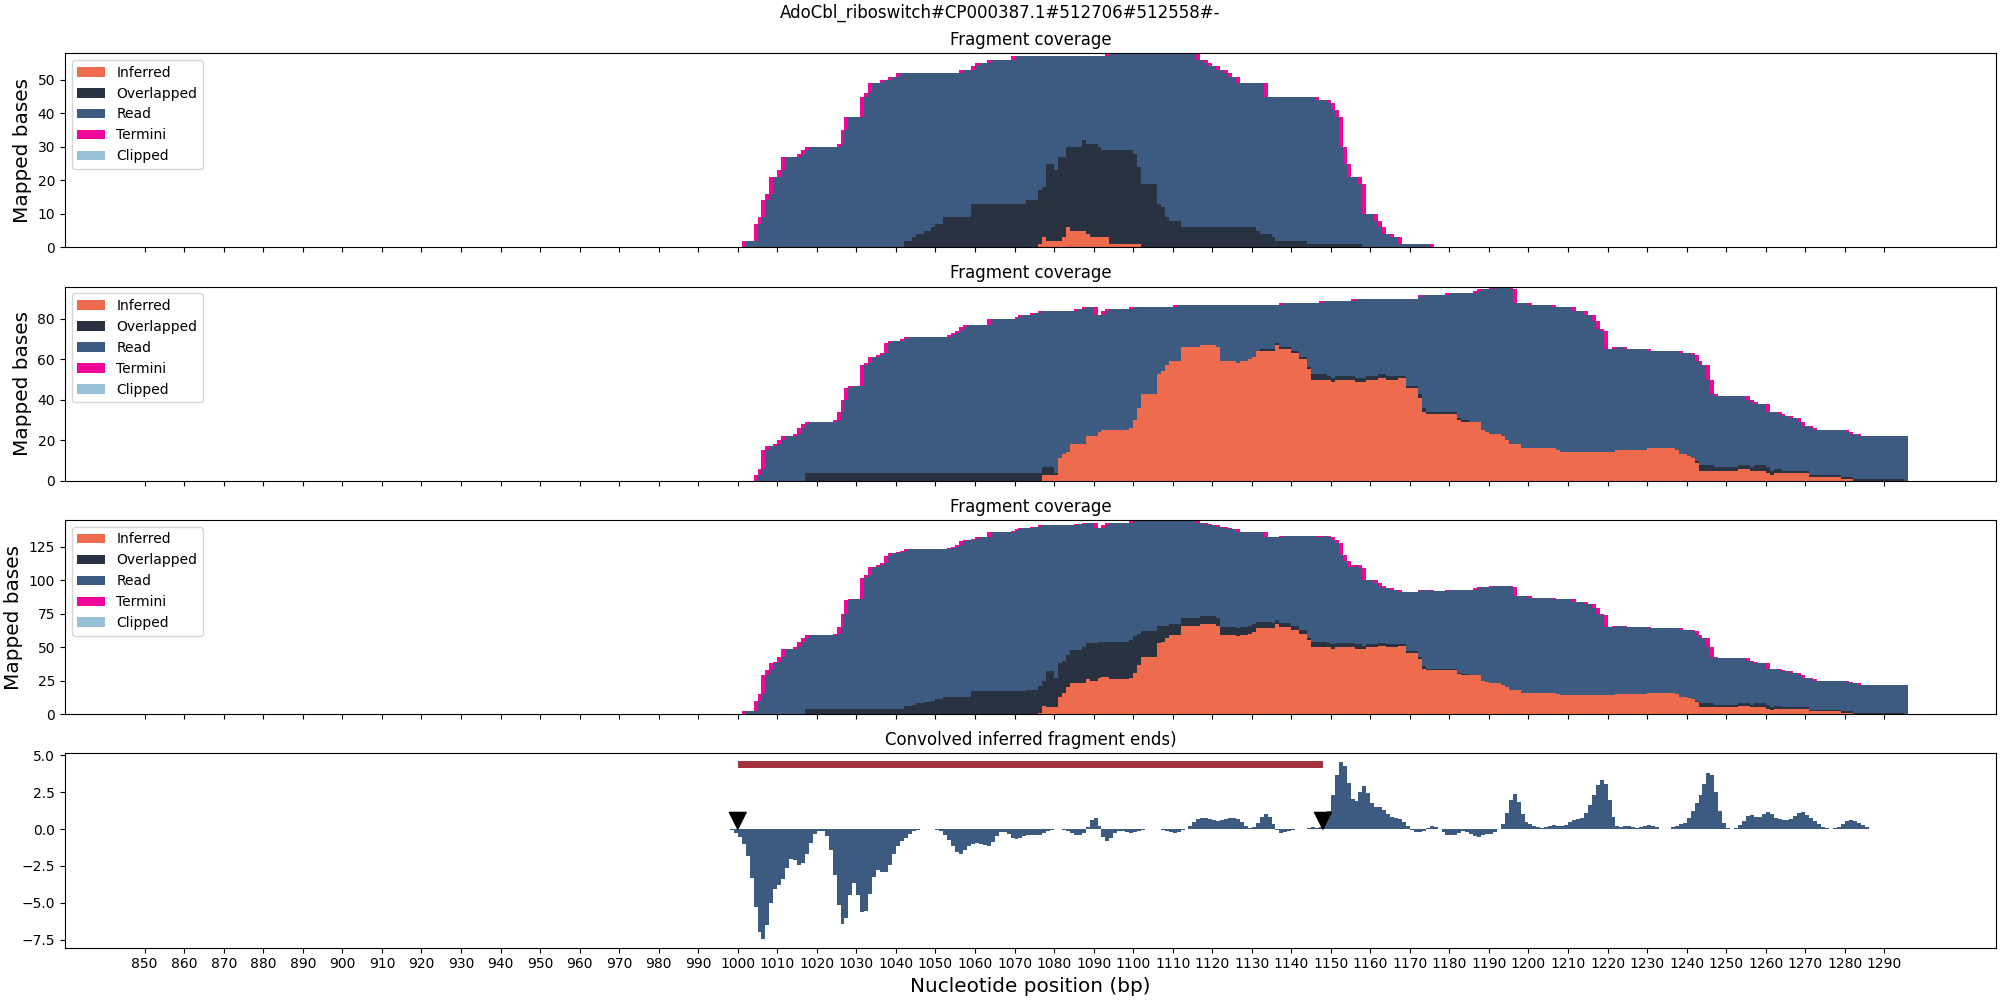 AdoCbl_riboswitch#CP000387.1#512706#512558#-
Fragment coverage
Mapped bases
50
40
30
20
10
0
Inferred
Overlapped
Read
Termini
Clipped
Fragment coverage
Mapped bases
80
60
40
20
0
Inferred
Overlapped
Read
Termini
Clipped
Fragment coverage
Mapped bases
125
100
75
50
25
0
Inferred
Overlapped
Read
Termini
Clipped
Convolved inferred fragment ends)
5.0
2.5
0.0
−2.5
−5.0
−7.5
850 860 870 880 890 900 910 920 930 940 950 960 970 980 990 1000 1010 1020 1030 1040 1050 1060 1070 1080 1090 1100 1110 1120 1130 1140 1150 1160 1170 1180 1190 1200 1210 1220 1230 1240 1250 1260 1270 1280 1290
Nucleotide position (bp)